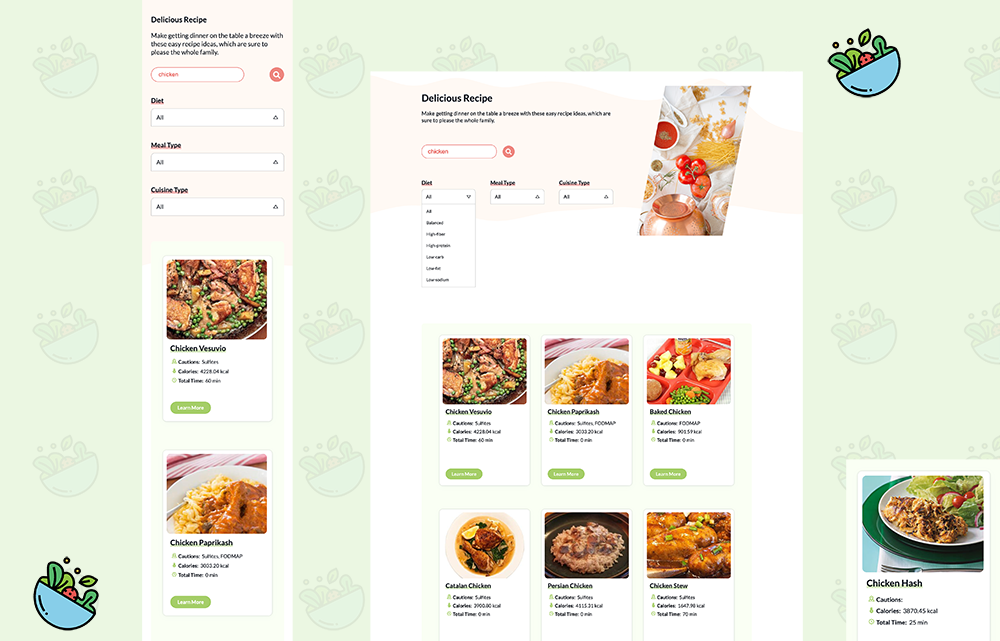 Delicious Recipe
Make getting dinner on the table a breeze with
these easy recipe ideas, which are sure to
please the whole family.
chicken
Diet
All
Meal Type
All
Cuisine Type
All
Chicken Vesuvio
Cautions: Sulfites
Calories: 4228.04 kcal
Total Time: 60 min
Learn More
Chicken Paprikash
Cautions: Sulfites, FODMAP
Calories: 3033.20 kcal
Total Time: 0 min
Learn More
Delicious Recipe
Make getting dinner on the table a breeze with these easy recipe ideas, which are
sure to please the whole family.
chicken
Diet Meal Type Cuisine Type
All All All
All
Balanced
High-fiber
High-protein
Low-carb
Low-fat
Low-sodium
Chicken Vesuvio
Cautions: Sulfites
Calories: 4228.04 kcal
Total Time: 60 min
Learn More
Chicken Paprikash
Cautions: Sulfites, FODMAP
Calories: 3033.20 kcal
Total Time: 0 min
Learn More
Baked Chicken
Cautions: FODMAP
Calories: 901.59 kcal
Total Time: 0 min
Learn More
Catalan Chicken
Cautions: Sulfites
Calories: 3900.80 kcal
Total Time: 0 min
Persian Chicken
Cautions: Sulfites
Calories: 4115.31 kcal
Total Time: 0 min
Chicken Stew
Cautions: Sulfites
Calories: 1647.98 kcal
Total Time: 70 min
Chicken Hash
Cautions:
Calories: 3870.45 kcal
Total Time: 25 min